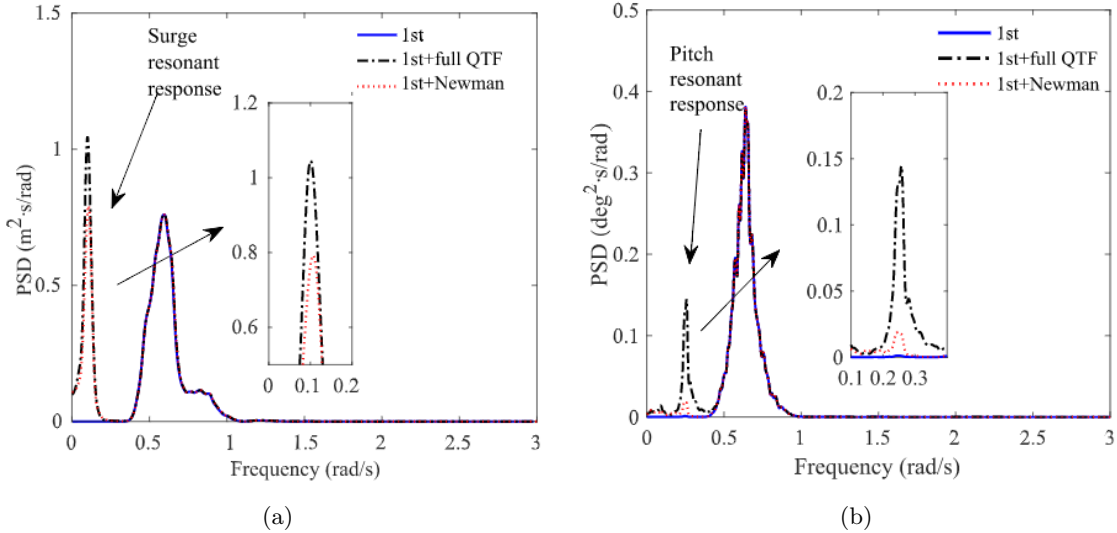 1.5
1
0.5
0
0
0.5
1
1.5
2
2.5
3
PSD (m²·s/rad)
Frequency (rad/s)
Surge
resonant
response
1st
1st+full QTF
1st+Newman
1.2
1
0.8
0.6
0
0.1
0.2
(a)
0.5
0.4
0.3
0.2
0.1
0
0
0.5
1
1.5
2
2.5
3
PSD (deg²·s/rad)
Frequency (rad/s)
Pitch
resonant
response
1st
1st+full QTF
1st+Newman
0.2
0.15
0.1
0.05
0
0.1
0.2
0.3
(b)